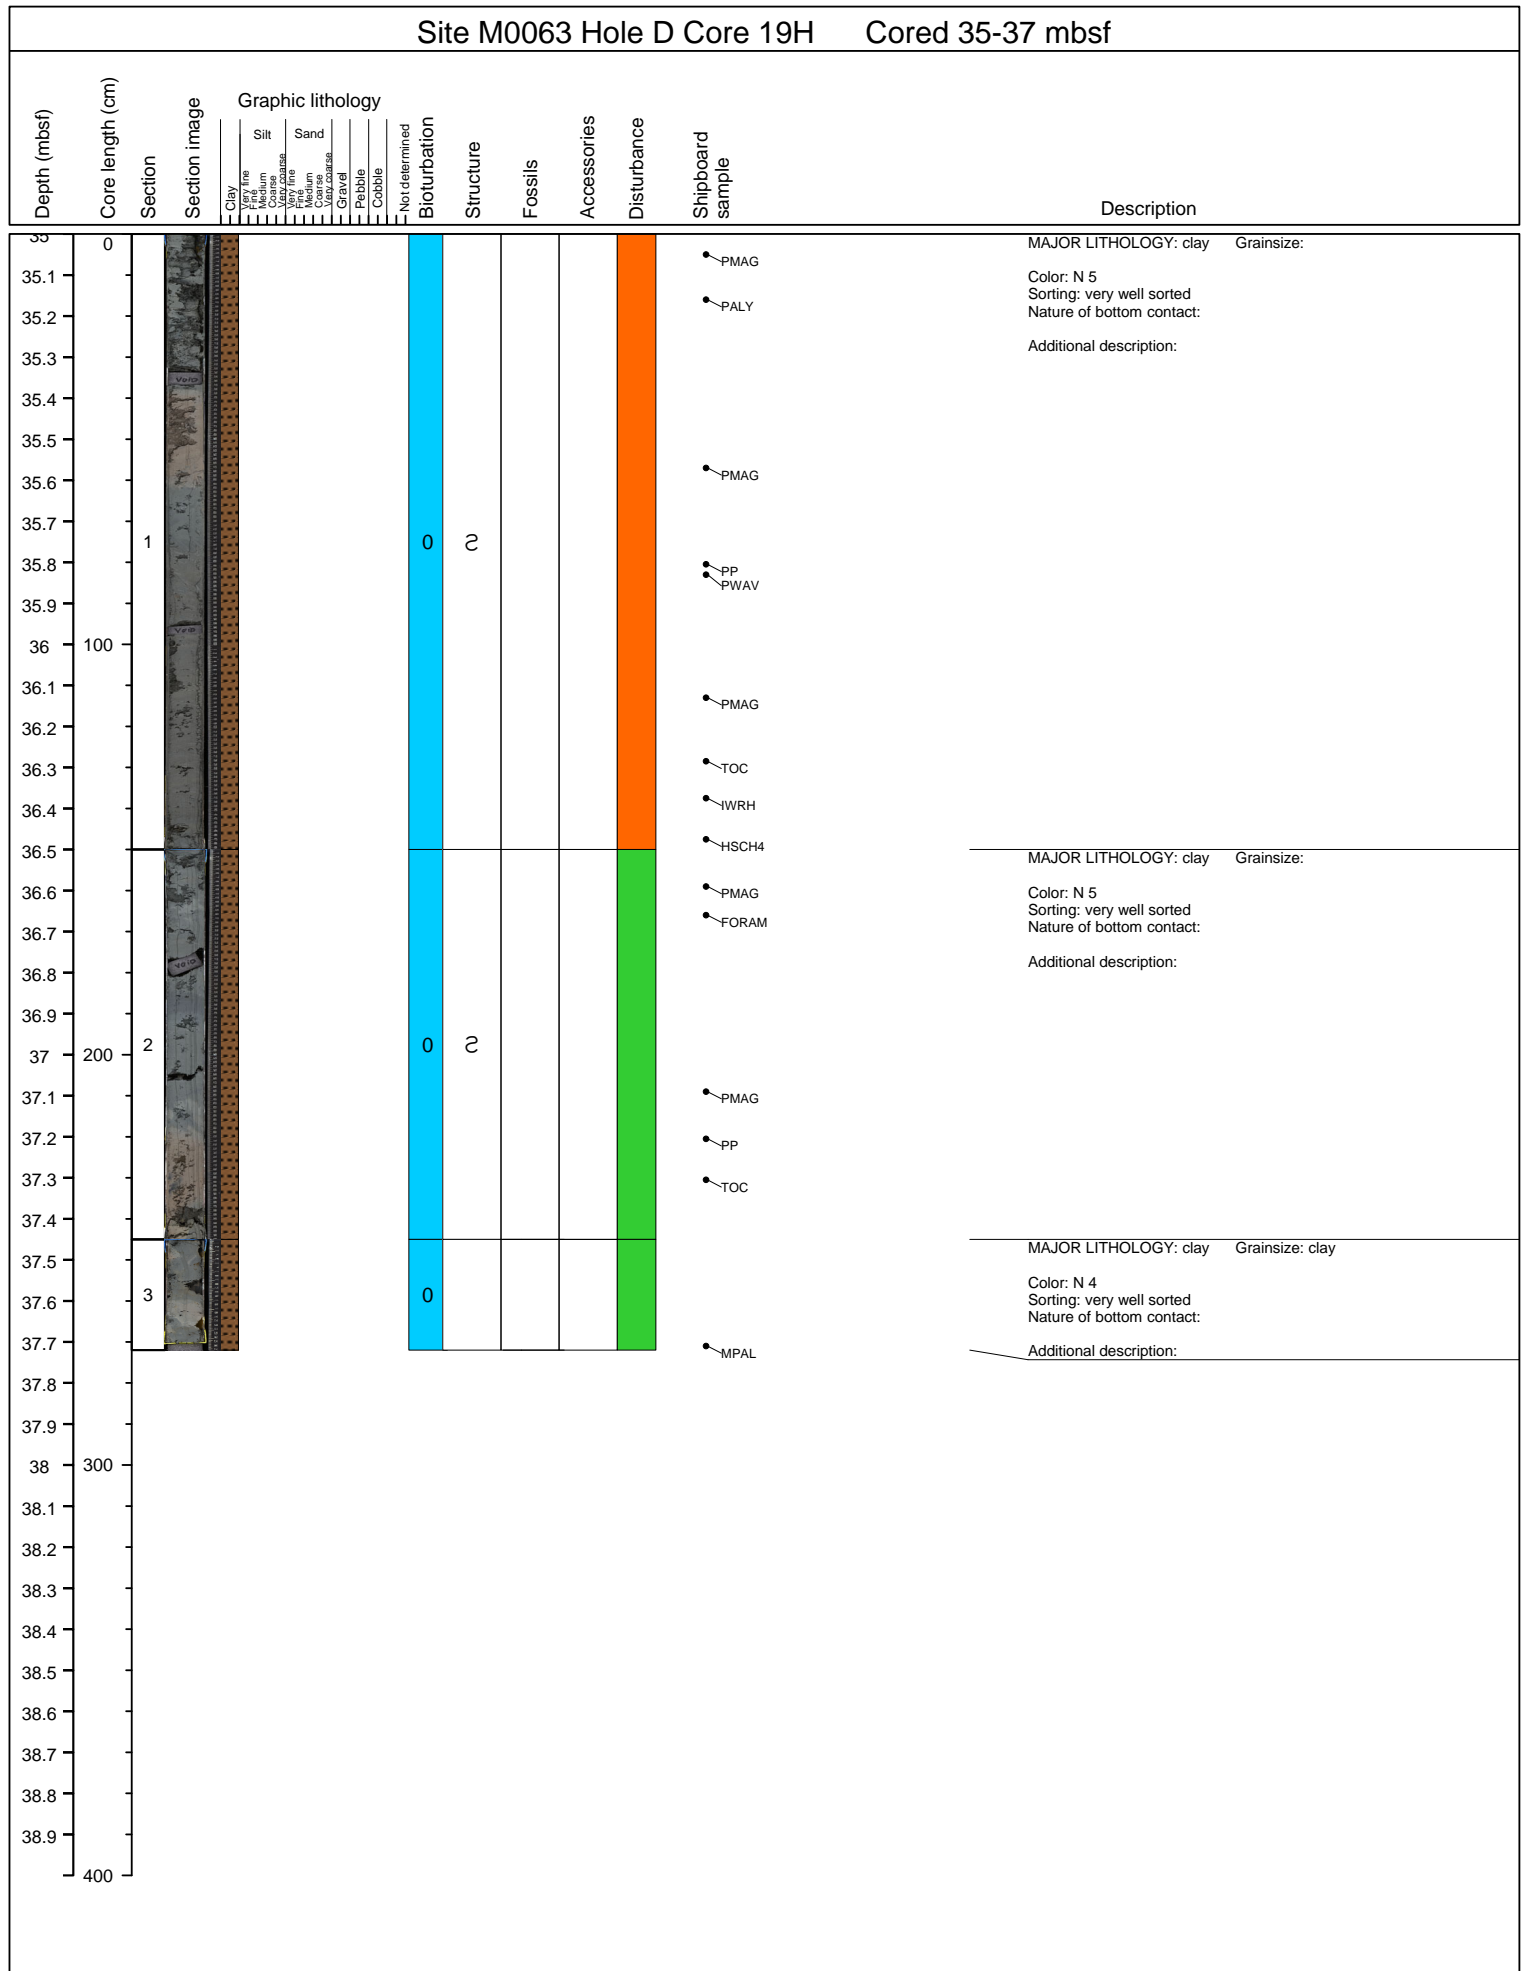 Site M0063 Hole D Core 19H Cored 35-37 mbsf
Depth (mbsf)
Core length (cm)
Section
Section image
Graphic lithology
Clay
Silt
Very fine
Fine
Medium
Coarse
Very coarse
Sand
Very fine
Fine
Medium
Coarse
Very coarse
Gravel
Pebble
Cobble
Not determined
Bioturbation
Structure
Fossils
Accessories
Disturbance
Shipboard
sample
Description
35
35.1
35.2
35.3
35.4
35.5
35.6
35.7
35.8
35.9
36
36.1
36.2
36.3
36.4
36.5
36.6
36.7
36.8
36.9
37
37.1
37.2
37.3
37.4
37.5
37.6
37.7
37.8
37.9
38
38.1
38.2
38.3
38.4
38.5
38.6
38.7
38.8
38.9
0
100
200
300
400
1
2
3
VOID
VOID
VOID
0
0
0
PMAG
PALY
PMAG
PP
PWAV
PMAG
TOC
IWRH
HSCH4
PMAG
FORAM
PMAG
PP
TOC
MPAL
MAJOR LITHOLOGY: clay Grainsize:
Color: N 5
Sorting: very well sorted
Nature of bottom contact:
Additional description:
MAJOR LITHOLOGY: clay Grainsize:
Color: N 5
Sorting: very well sorted
Nature of bottom contact:
Additional description:
MAJOR LITHOLOGY: clay Grainsize: clay
Color: N 4
Sorting: very well sorted
Nature of bottom contact:
Additional description: